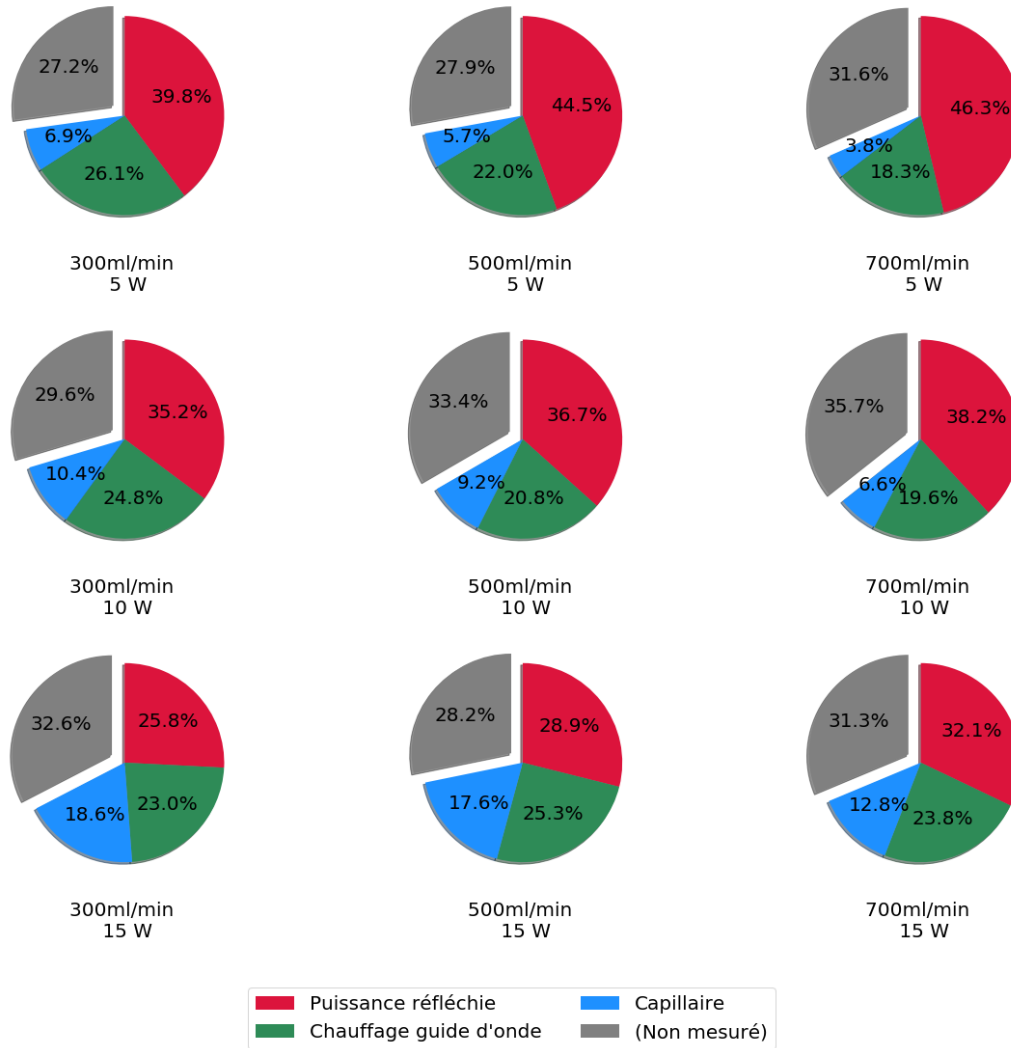 27.2%
39.8%
6.9%
26.1%
300ml/min
5 W
27.9%
44.5%
5.7%
22.0%
500ml/min
5 W
31.6%
46.3%
3.8%
18.3%
700ml/min
5 W
29.6%
35.2%
10.4%
24.8%
300ml/min
10 W
33.4%
36.7%
9.2%
20.8%
500ml/min
10 W
35.7%
38.2%
6.6%
19.6%
700ml/min
10 W
32.6%
25.8%
18.6%
23.0%
300ml/min
15 W
28.2%
28.9%
17.6%
25.3%
500ml/min
15 W
31.3%
32.1%
12.8%
23.8%
700ml/min
15 W
Puissance réfléchie
Chauffage guide d'onde
Capillaire
(Non mesuré)